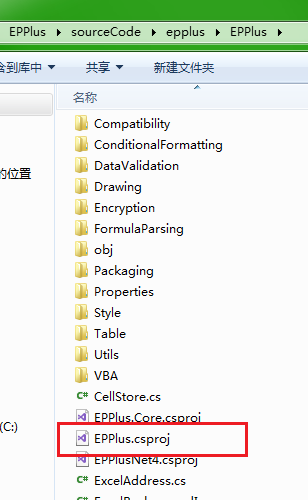 EPPlus ▸ sourceCode ▸ epplus ▸ EPPlus ▸
含到库中 共享 新建文件夹
名称
Compatibility
ConditionalFormatting
DataValidation
的位置
Drawing
Encryption
FormulaParsing
obj
Packaging
Properties
Style
Table
Utils
VBA
CellStore.cs
EPPlus.Core.csproj
(C:)
EPPlus.csproj
EPPlusNet4.csproj
ExcelAddress.cs